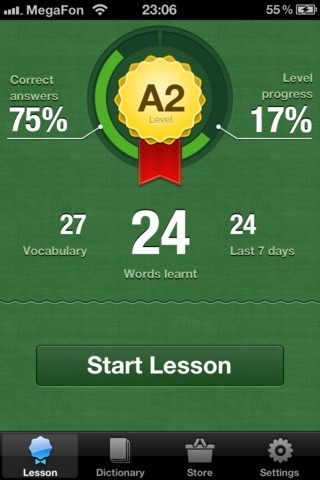 MegaFon 23:06 55%
Correct answers
75%
A2
Level
Level progress
17%
27
Vocabulary
24
Words learnt
24
Last 7 days
Start Lesson
Lesson Dictionary Store Settings